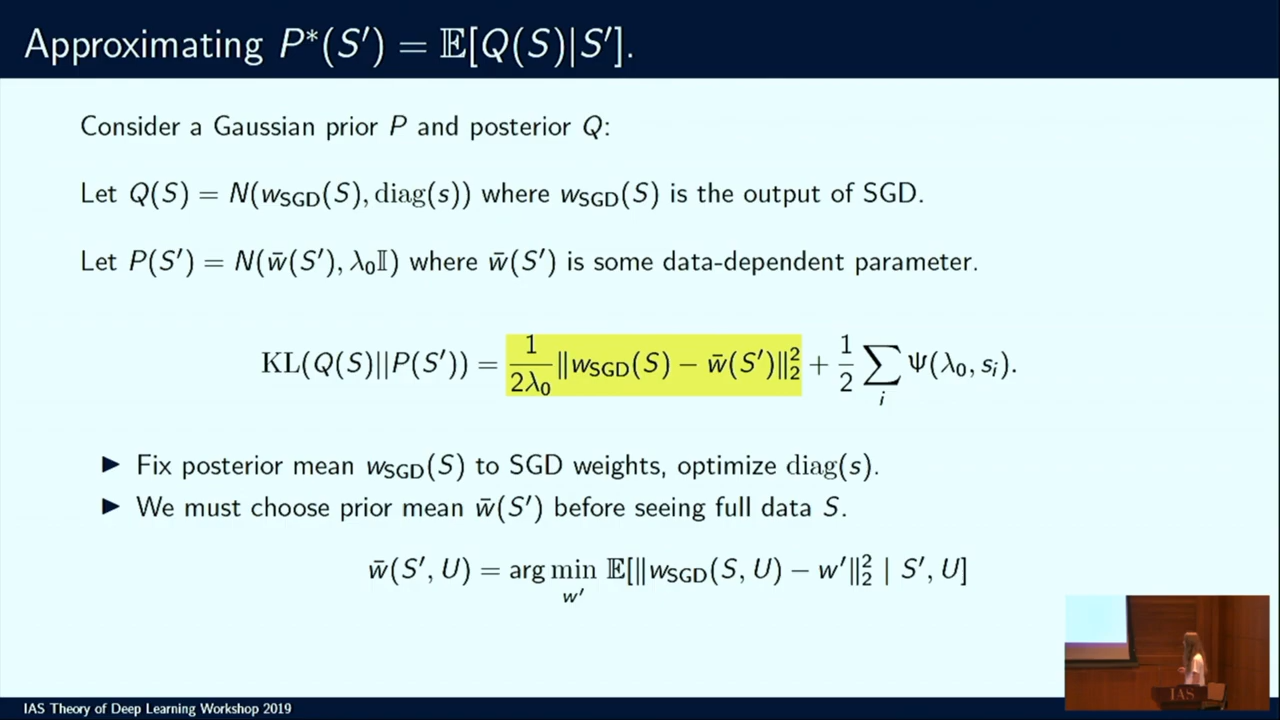 Approximating P*(S′) = 𝔼[Q(S)|S′].
Consider a Gaussian prior P and posterior Q:
Let Q(S) = N(w_SGD(S), diag(s)) where w_SGD(S) is the output of SGD.
Let P(S′) = N(w̄(S′), λ₀𝕀) where w̄(S′) is some data-dependent parameter.
KL(Q(S)||P(S′)) = 1/(2λ₀) ‖w_SGD(S) − w̄(S′)‖₂² + 1/2 ∑_i Ψ(λ₀, s_i).
▶ Fix posterior mean w_SGD(S) to SGD weights, optimize diag(s).
▶ We must choose prior mean w̄(S′) before seeing full data S.
w̄(S′, U) = arg min_w′ 𝔼[‖w_SGD(S, U) − w′‖₂² | S′, U]
IAS
IAS Theory of Deep Learning Workshop 2019